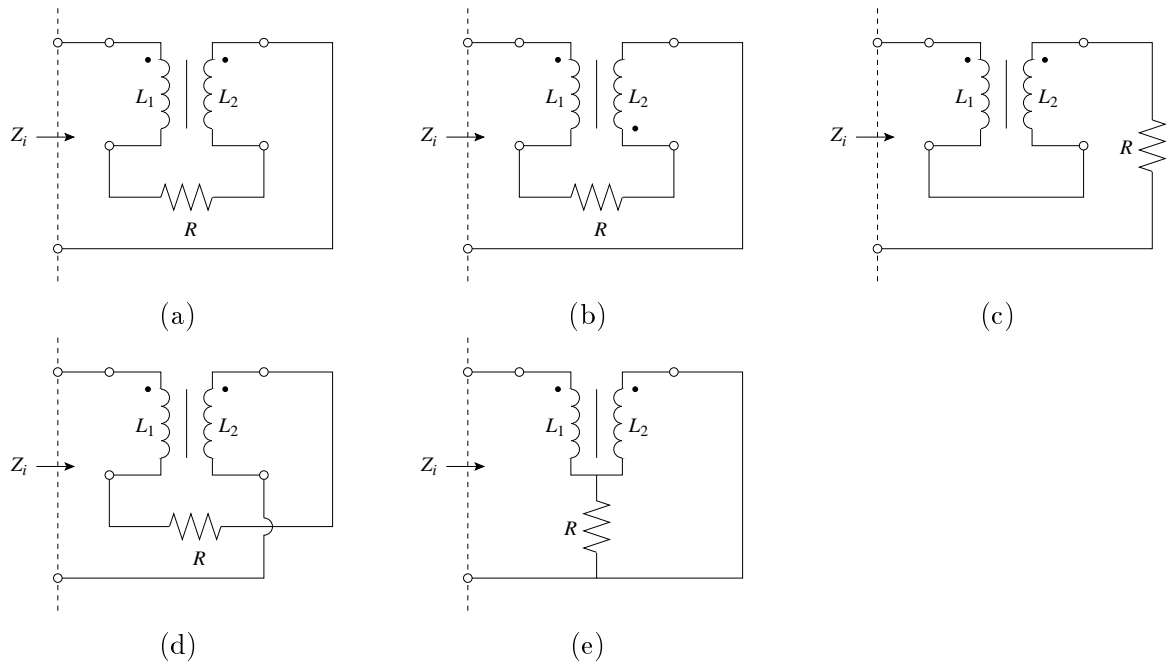 L₁ L₂
Zᵢ
R
(a)
L₁ L₂
Zᵢ
R
(b)
L₁ L₂
Zᵢ
R
(c)
L₁ L₂
Zᵢ
R
(d)
L₁ L₂
Zᵢ
R
(e)